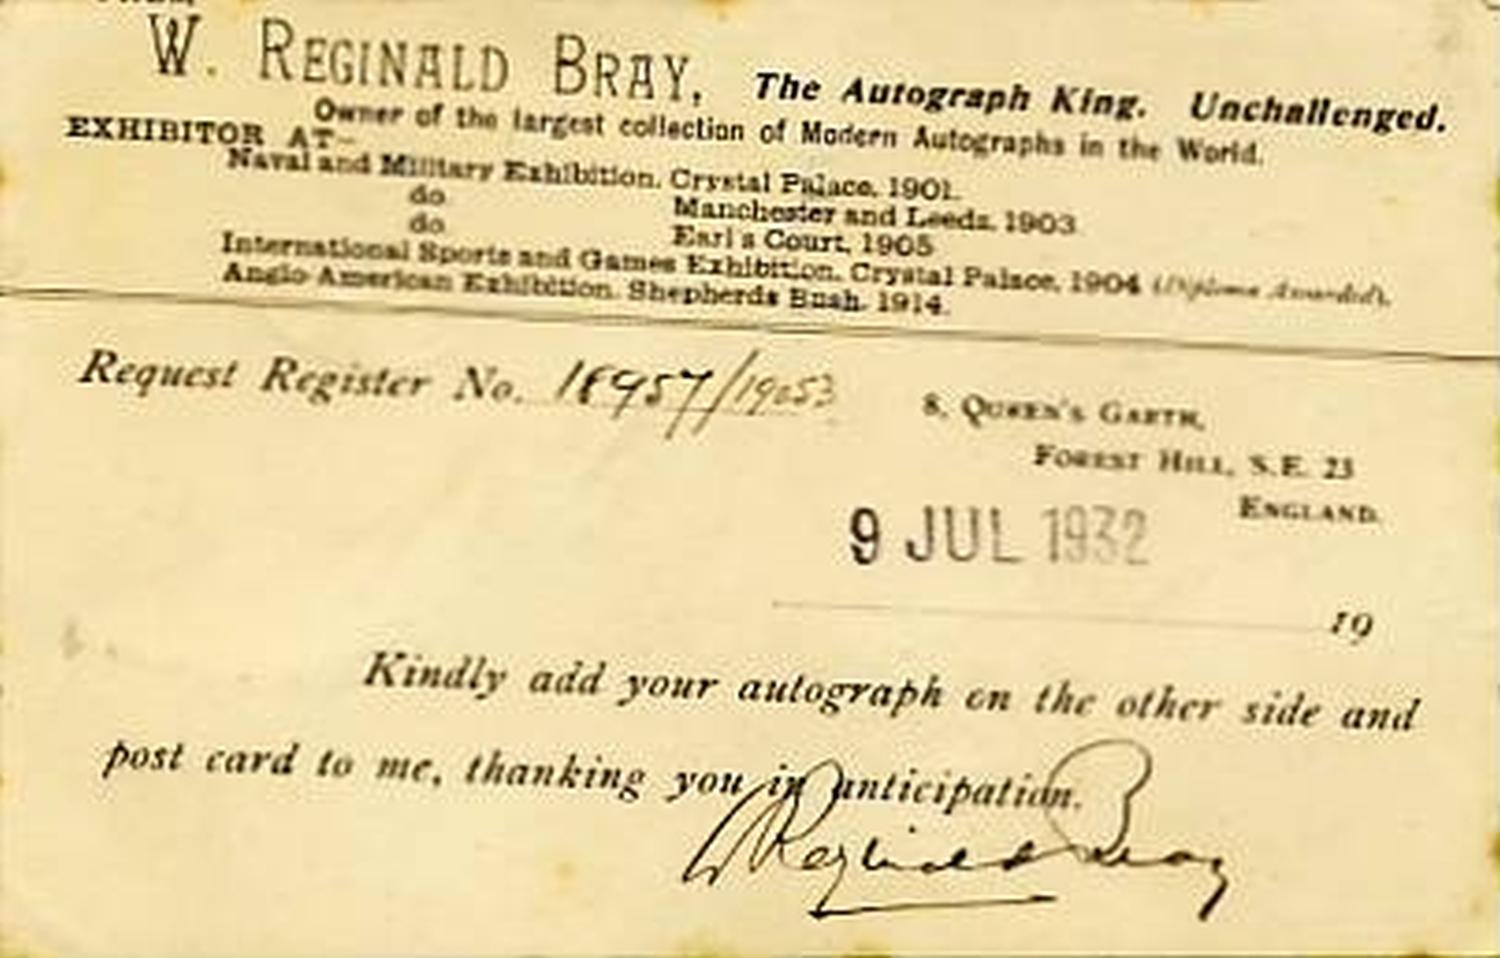 W. REGINALD BRAY, The Autograph King. Unchallenged.
Owner of the largest collection of Modern Autographs in the World.
EXHIBITOR AT—
Naval and Military Exhibition, Crystal Palace, 1901.
do Manchester and Leeds, 1903
do Earl's Court, 1905
International Sports and Games Exhibition, Crystal Palace, 1904 (Diploma Awarded).
Anglo-American Exhibition, Shepherds Bush, 1914.
Request Register No. 18957/19053
8, QUEEN'S GARTH,
FOREST HILL, S.E. 23
ENGLAND.
9 JUL 1932
19
Kindly add your autograph on the other side and
post card to me, thanking you in anticipation.
W Reginald Bray